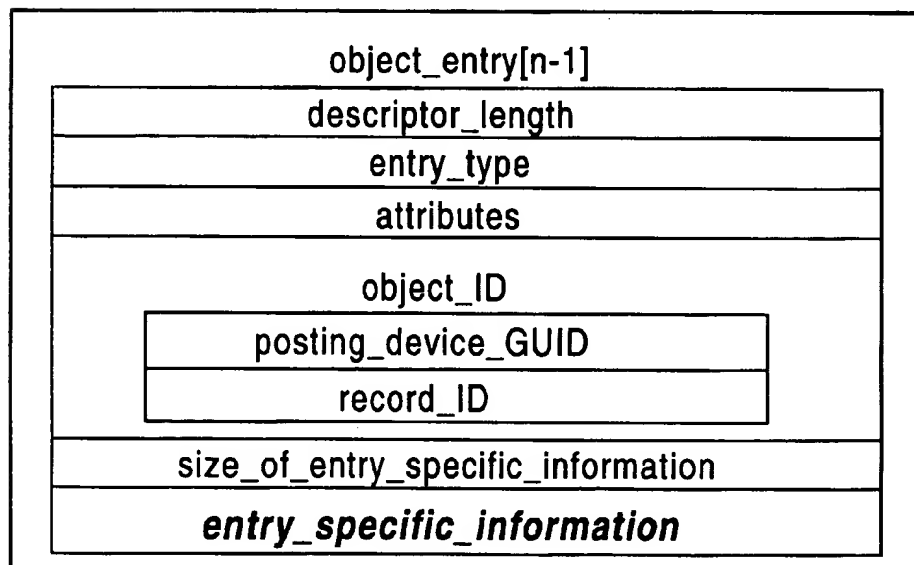 object_entry[n-1]
descriptor_length
entry_type
attributes
object_ID
posting_device_GUID
record_ID
size_of_entry_specific_information
entry_specific_information